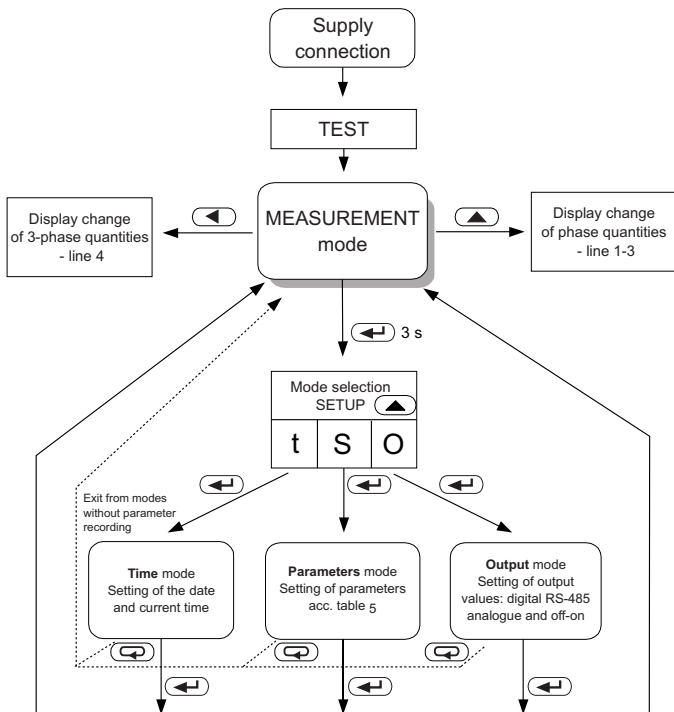 Supply
connection
TEST
MEASUREMENT
mode
Display change
of 3-phase quantities
- line 4
Display change
of phase quantities
- line 1-3
3 s
Mode selection
SETUP
t S O
Exit from modes
without parameter
recording
Time mode
Setting of the date
and current time
Parameters mode
Setting of parameters
acc. table 5
Output mode
Setting of output
values: digital RS-485
analogue and off-on